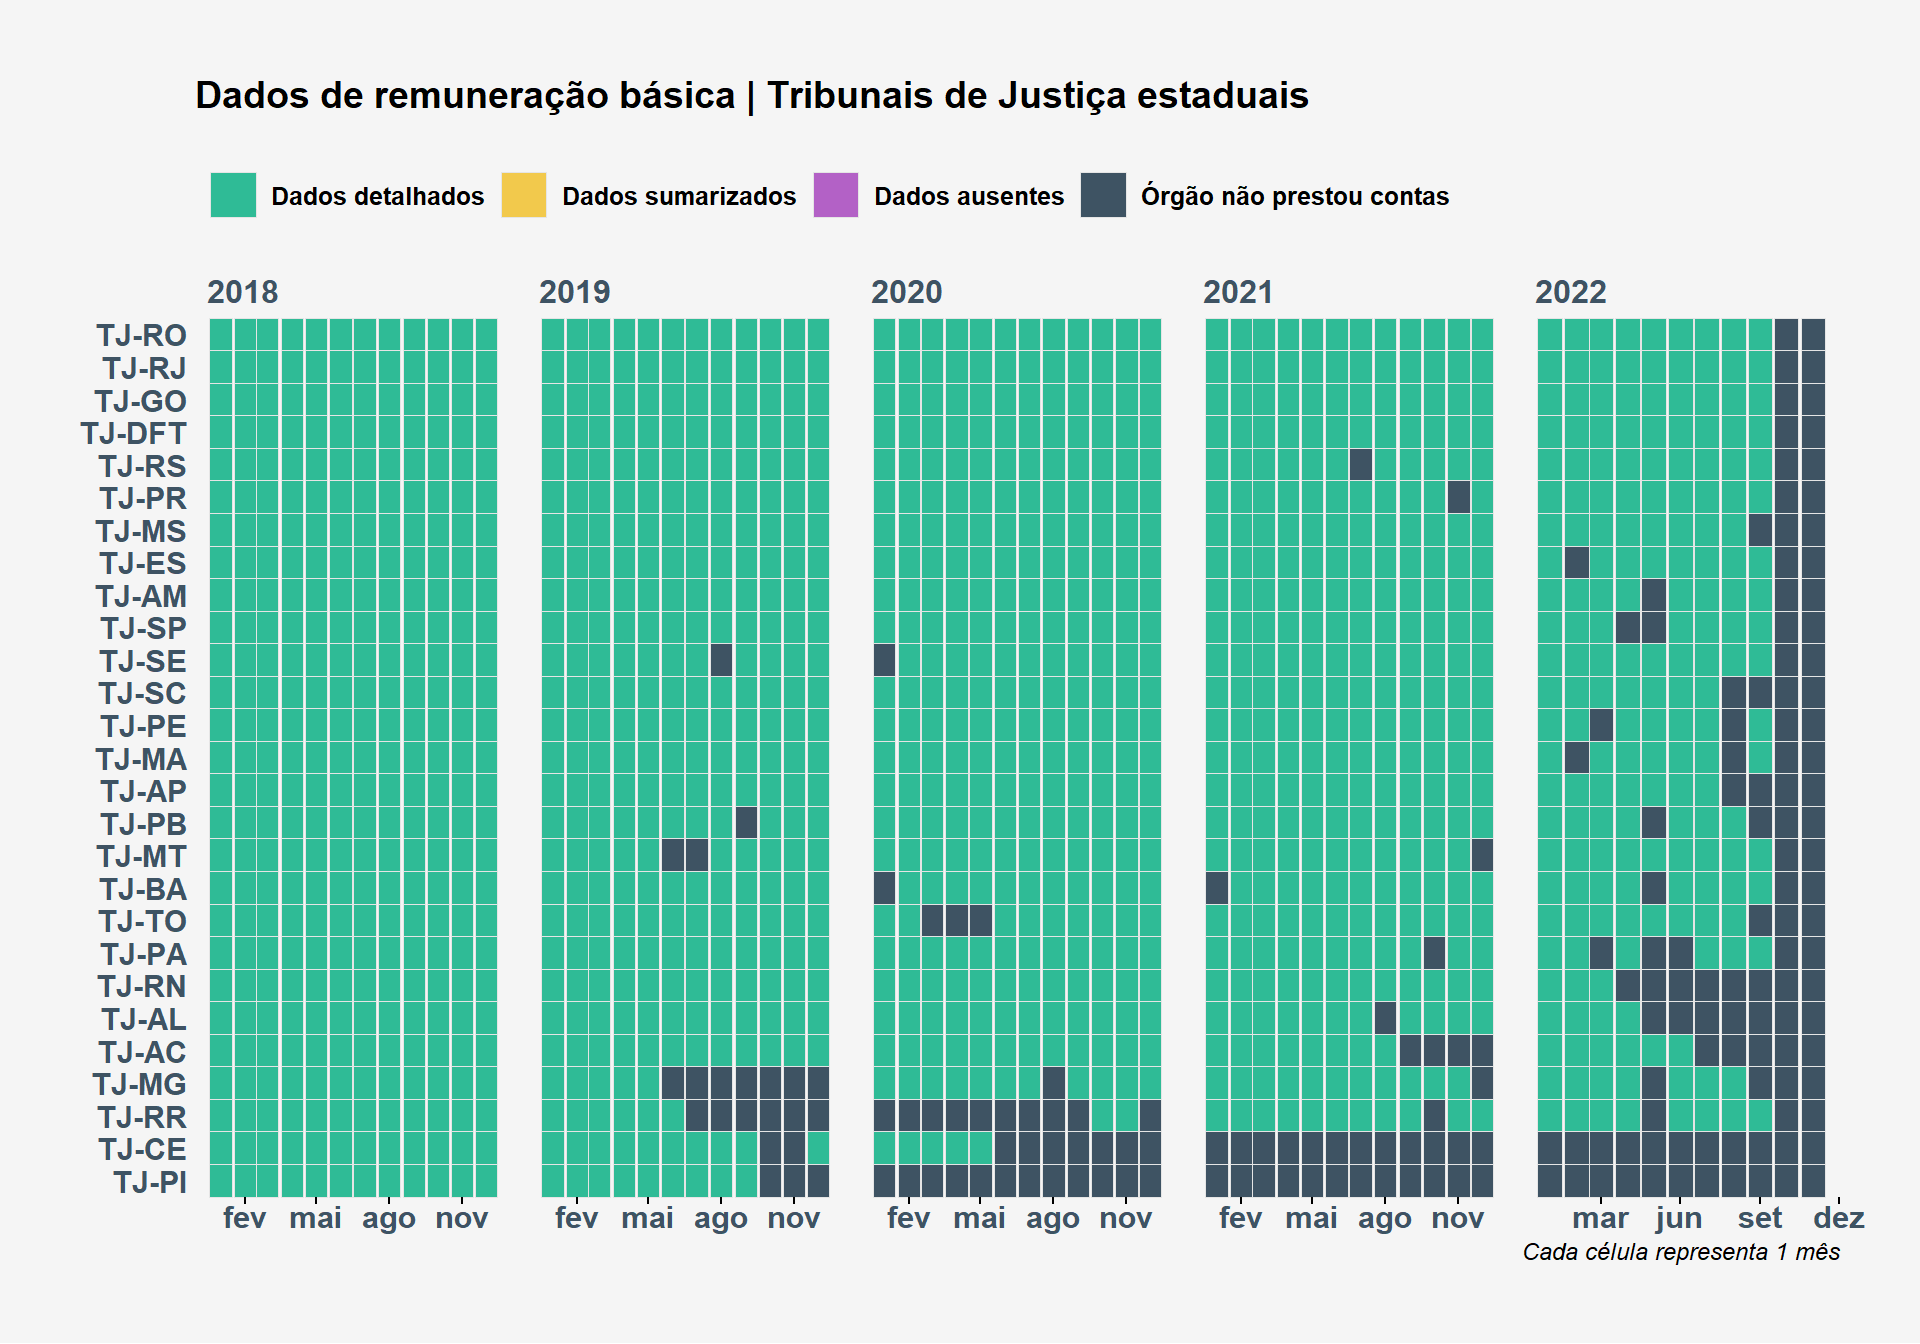 Dados de remuneração básica | Tribunais de Justiça estaduais
Dados detalhados Dados sumarizados Dados ausentes Órgão não prestou contas
2018 2019 2020 2021 2022
TJ-RO
TJ-RJ
TJ-GO
TJ-DFT
TJ-RS
TJ-PR
TJ-MS
TJ-ES
TJ-AM
TJ-SP
TJ-SE
TJ-SC
TJ-PE
TJ-MA
TJ-AP
TJ-PB
TJ-MT
TJ-BA
TJ-TO
TJ-PA
TJ-RN
TJ-AL
TJ-AC
TJ-MG
TJ-RR
TJ-CE
TJ-PI
fev mai ago nov fev mai ago nov fev mai ago nov fev mai ago nov mar jun set dez
Cada célula representa 1 mês